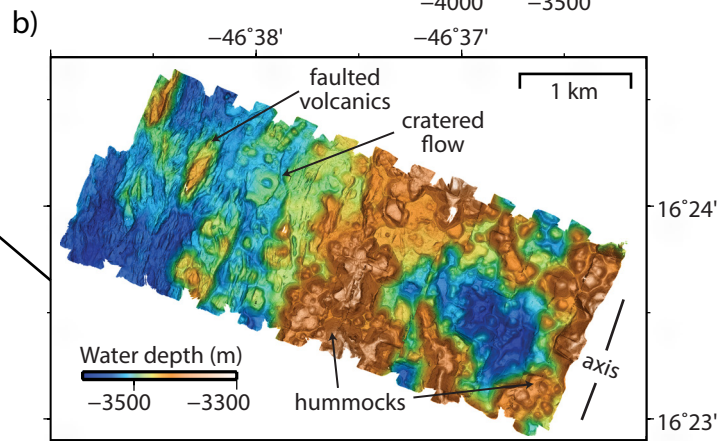 −4000 −3500
b)
−46˚38' −46˚37'
faulted
volcanics
1 km
cratered
flow
16˚24'
Water depth (m)
−3500 −3300
hummocks
axis
16˚23'